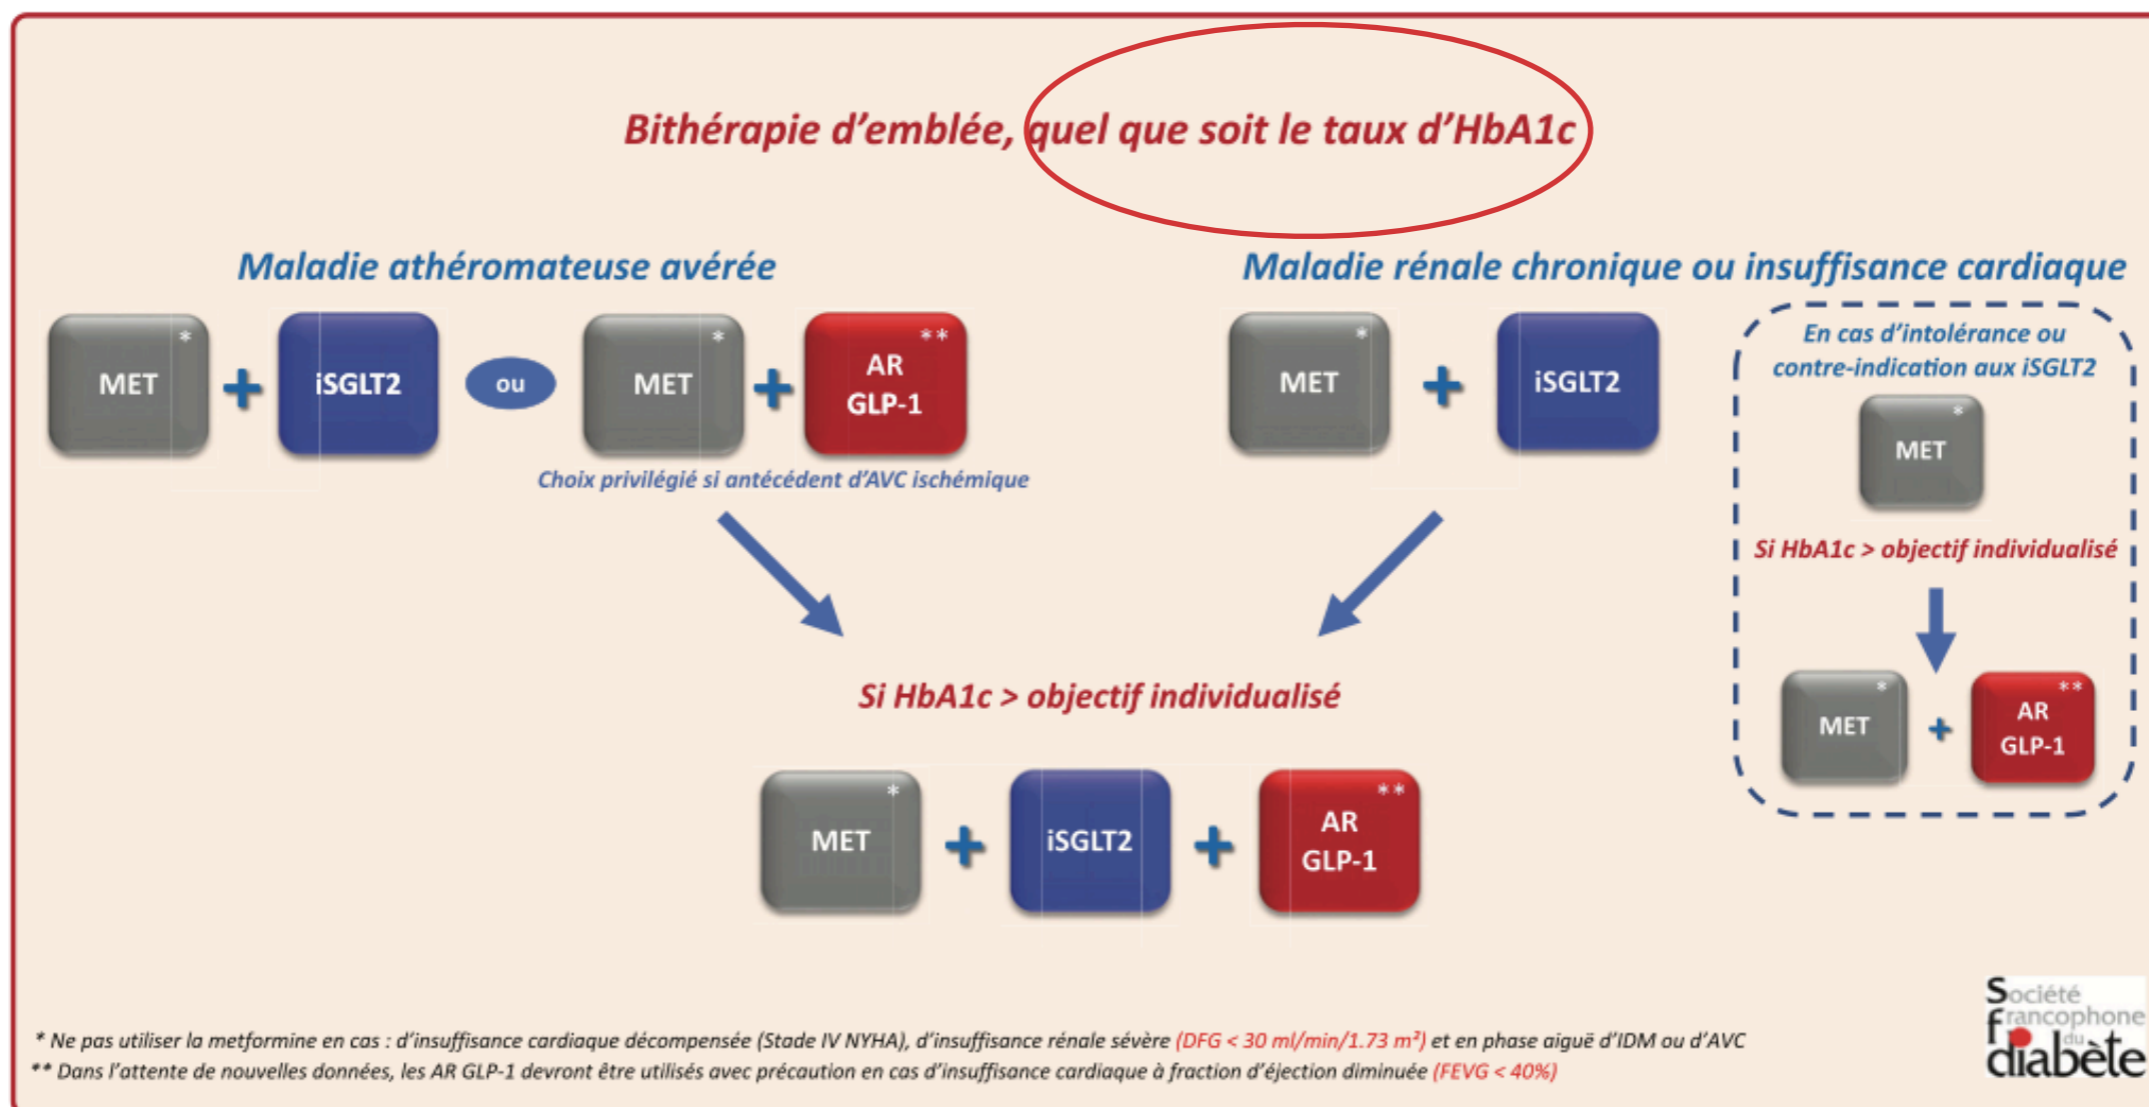 Bithérapie d'emblée, quel que soit le taux d'HbA1c
Maladie athéromateuse avérée
MET *
+
iSGLT2
ou
MET *
+
AR **
GLP-1
Choix privilégié si antécédent d'AVC ischémique
Maladie rénale chronique ou insuffisance cardiaque
MET *
+
iSGLT2
En cas d'intolérance ou
contre-indication aux iSGLT2
MET *
Si HbA1c > objectif individualisé
MET *
+
AR **
GLP-1
Si HbA1c > objectif individualisé
MET *
+
iSGLT2
+
AR **
GLP-1
* Ne pas utiliser la metformine en cas : d'insuffisance cardiaque décompensée (Stade IV NYHA), d'insuffisance rénale sévère (DFG < 30 ml/min/1.73 m²) et en phase aiguë d'IDM ou d'AVC
** Dans l'attente de nouvelles données, les AR GLP-1 devront être utilisés avec précaution en cas d'insuffisance cardiaque à fraction d'éjection diminuée (FEVG < 40%)
Société
Francophone
du
diabète